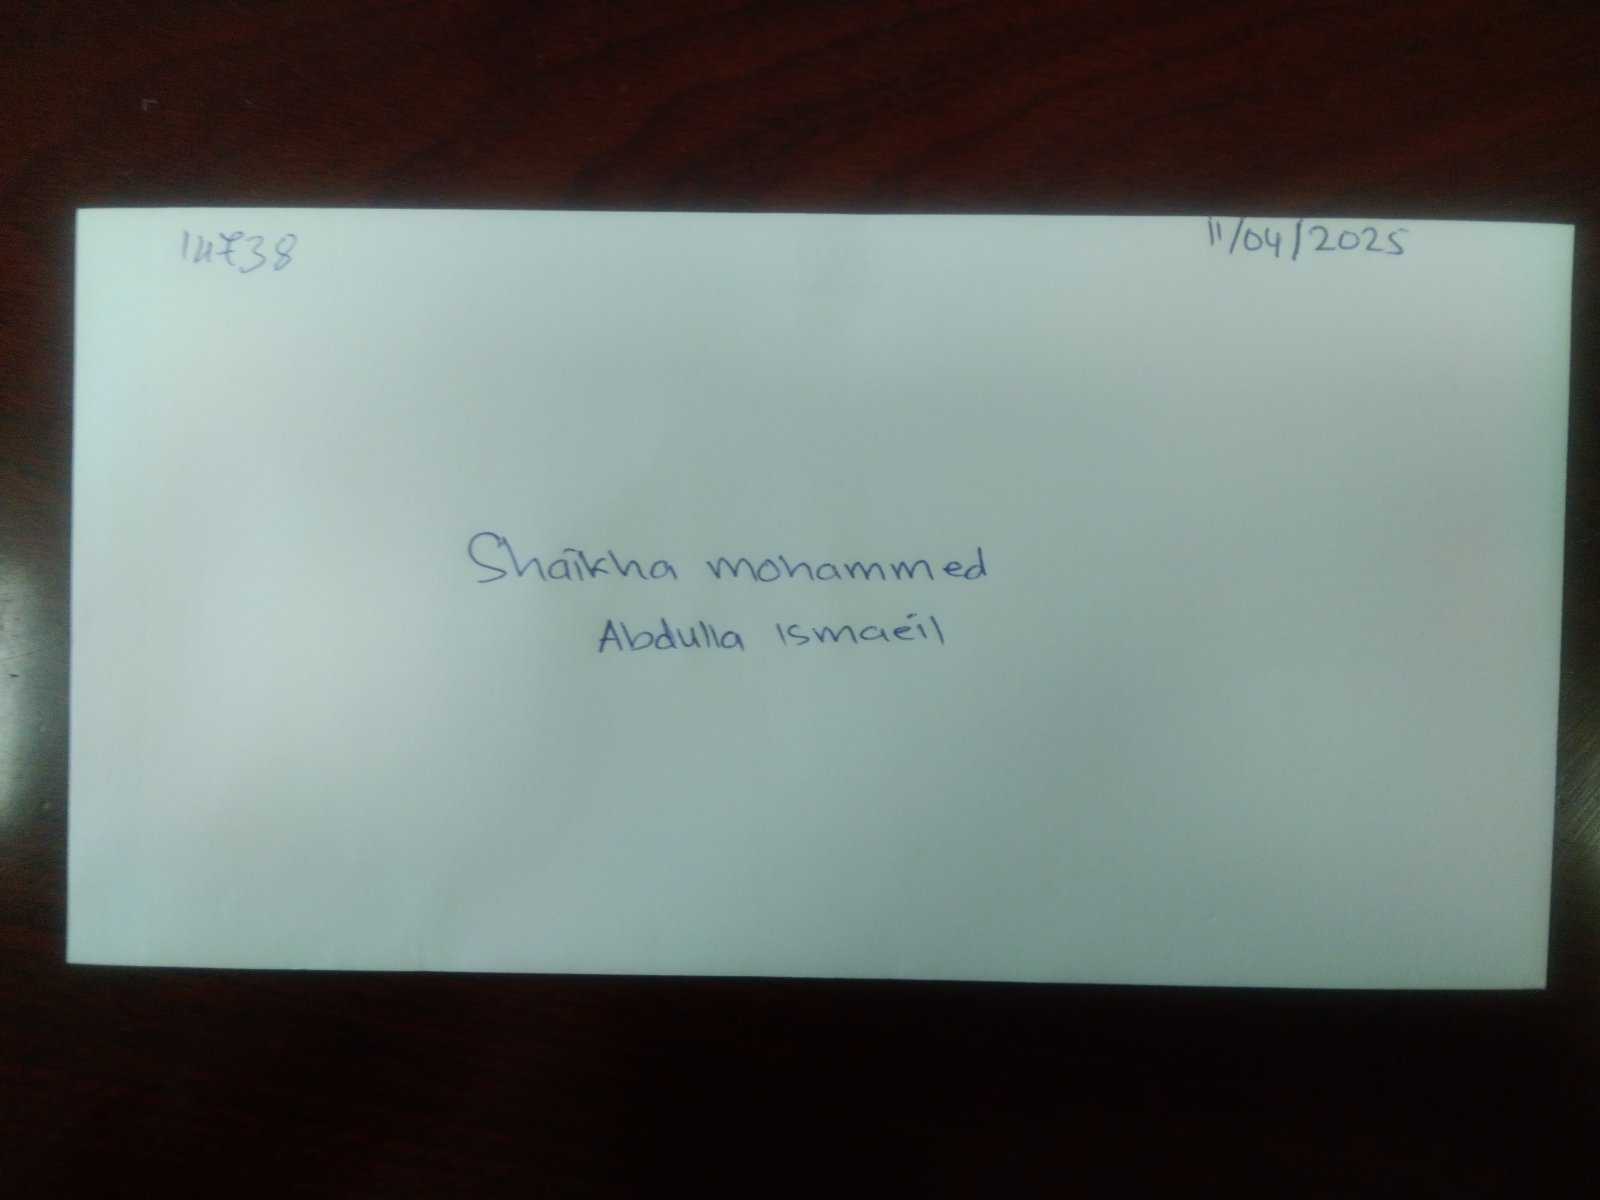 14738
11/04/2025
Shaikha mohammed
Abdulla ismaeil